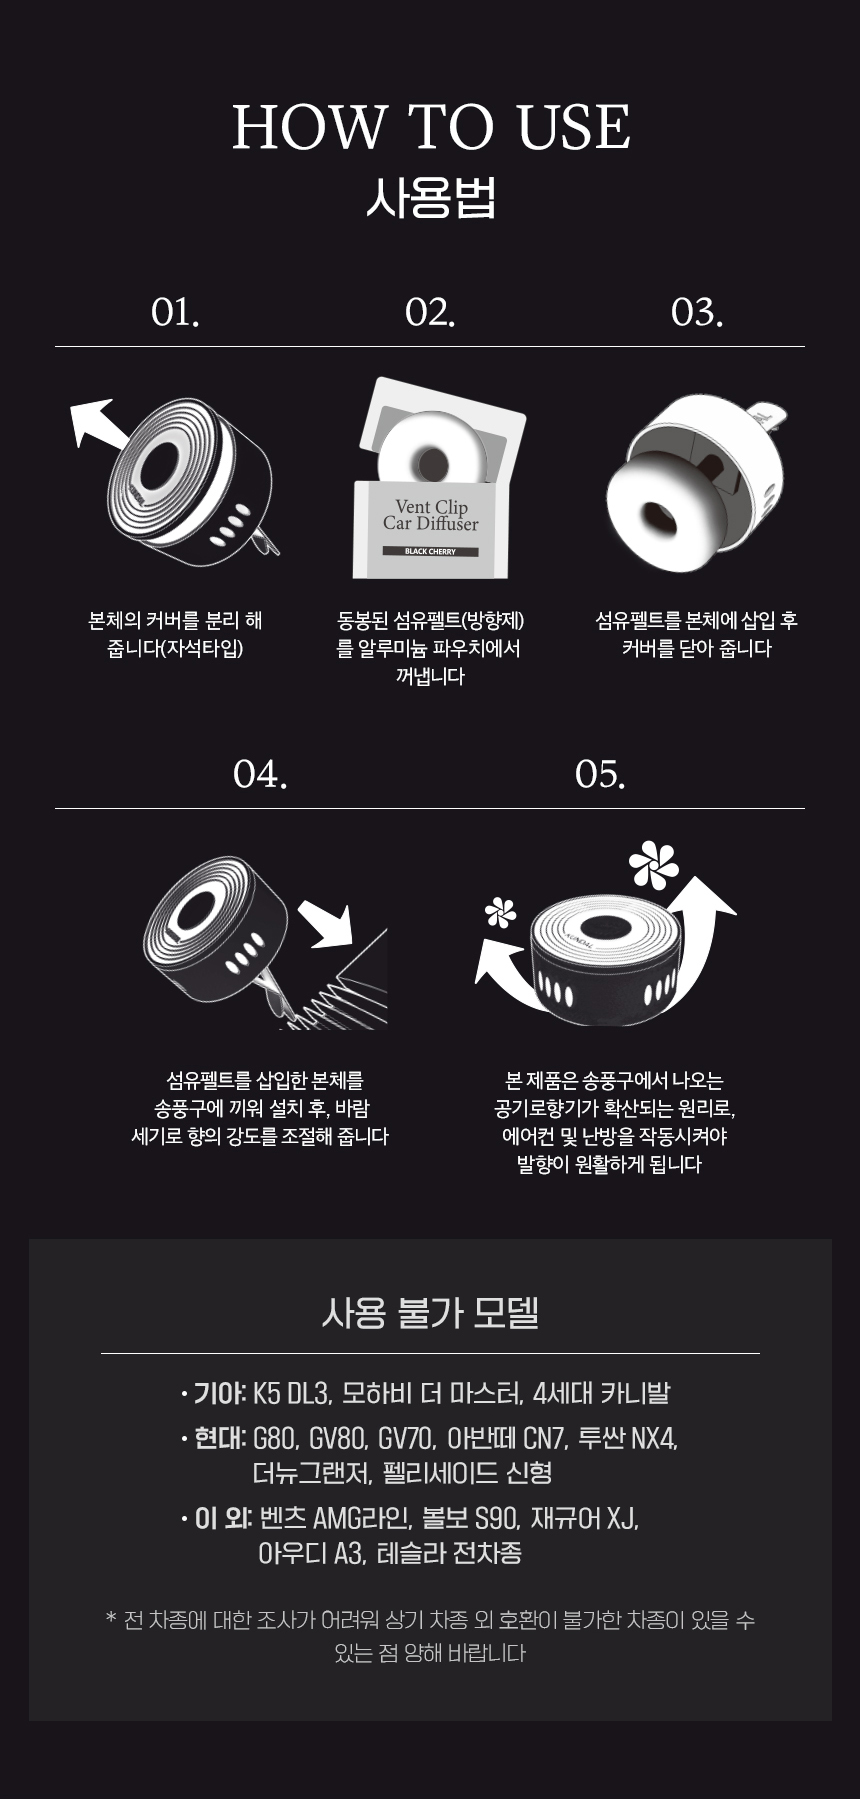 HOW TO USE
사용법
01.
02.
03.
KUNDAL
Vent Clip
Car Diffuser
BLACK CHERRY
본체의 커버를 분리 해
줍니다(자석타입)
동봉된 섬유펠트(방향제)
를 알루미늄 파우치에서
꺼냅니다
섬유펠트를 본체에 삽입 후
커버를 닫아 줍니다
04.
05.
KUNDAL
섬유펠트를 삽입한 본체를
송풍구에 끼워 설치 후, 바람
세기로 향의 강도를 조절해 줍니다
본 제품은 송풍구에서 나오는
공기로향기가 확산되는 원리로,
에어컨 및 난방을 작동시켜야
발향이 원활하게 됩니다
사용 불가 모델
• 기아: K5 DL3, 모하비 더 마스터, 4세대 카니발
• 현대: G80, GV80, GV70, 아반떼 CN7, 투싼 NX4,
더뉴그랜저, 펠리세이드 신형
• 이 외: 벤츠 AMG라인, 볼보 S90, 재규어 XJ,
아우디 A3, 테슬라 전차종
* 전 차종에 대한 조사가 어려워 상기 차종 외 호환이 불가한 차종이 있을 수
있는 점 양해 바랍니다